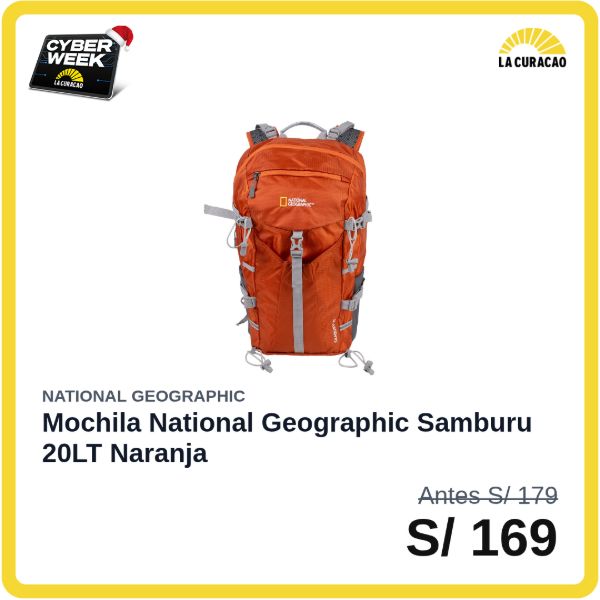 CYBER
WEEK
LA CURACAO
LA CURACAO
NATIONAL
GEOGRAPHIC
NATIONAL GEOGRAPHIC
Mochila National Geographic Samburu
20LT Naranja
Antes S/ 179
S/ 169